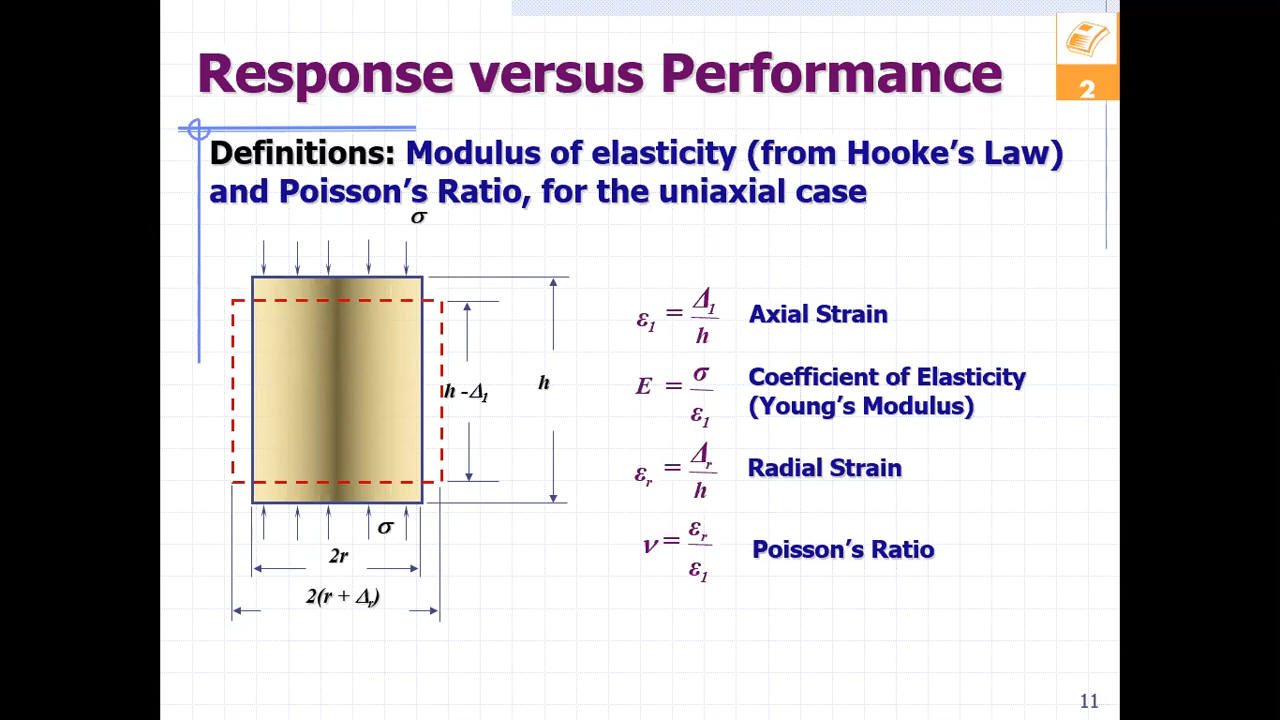 Response versus Performance
2
Definitions: Modulus of elasticity (from Hooke's Law)
and Poisson's Ratio, for the uniaxial case
σ
h -Δ1
h
σ
2r
2(r + Δr)
ε1 = Δ1/h Axial Strain
E = σ/ε1 Coefficient of Elasticity
(Young's Modulus)
εr = Δr/h Radial Strain
ν = εr/ε1 Poisson's Ratio
11